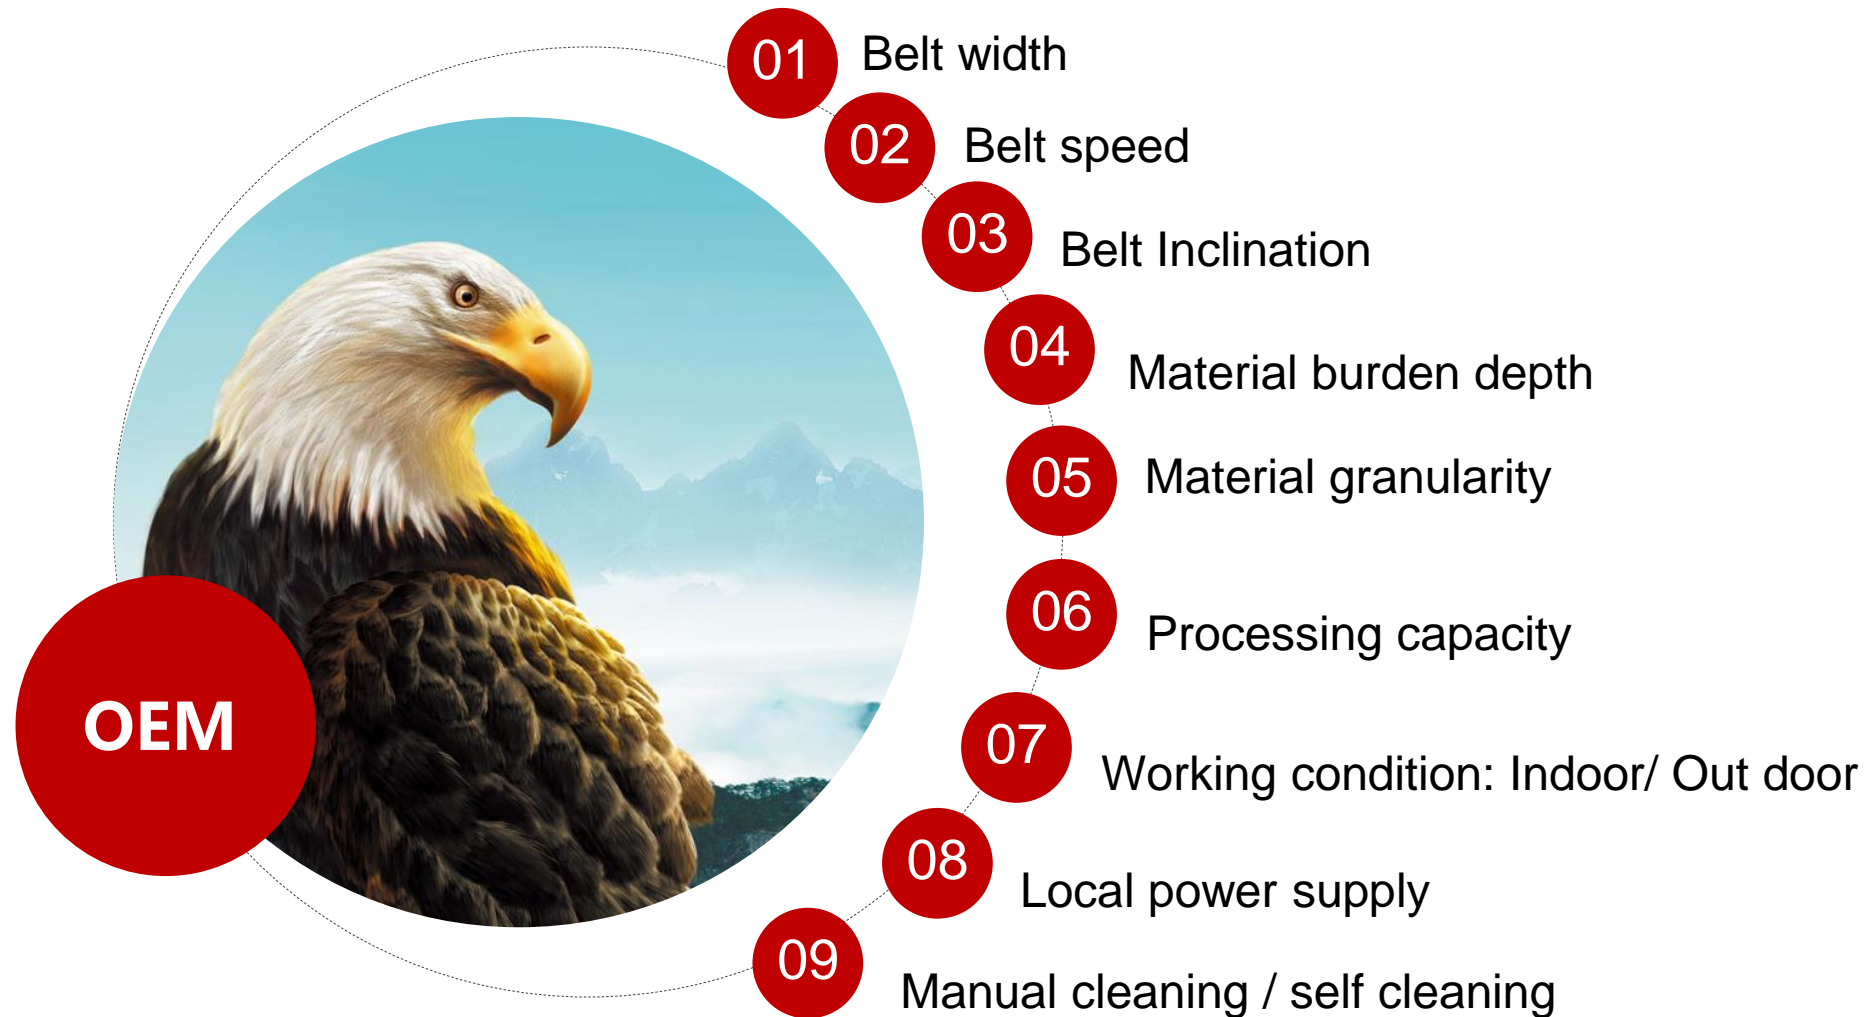 01 Belt width
02 Belt speed
03 Belt Inclination
04 Material burden depth
05 Material granularity
06 Processing capacity
OEM
07 Working condition: Indoor/ Out door
08 Local power supply
09 Manual cleaning / self cleaning